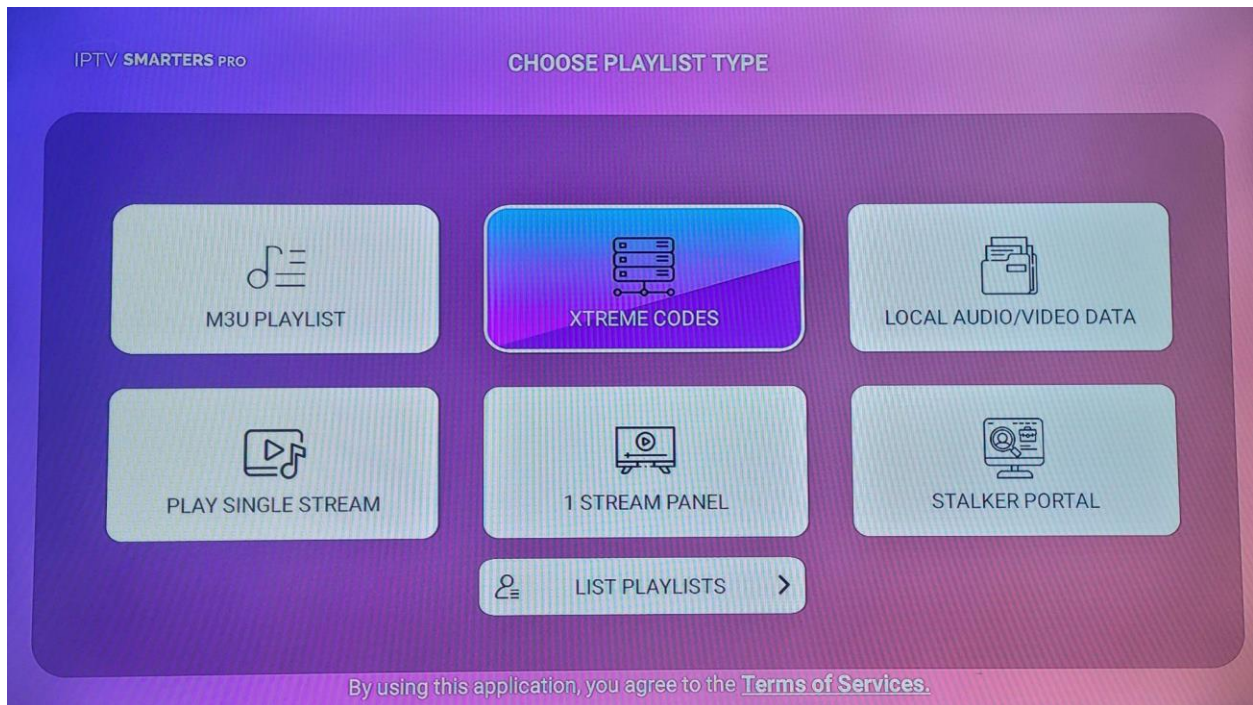 IPTV SMARTERS PRO
CHOOSE PLAYLIST TYPE
M3U PLAYLIST
XTREME CODES
LOCAL AUDIO/VIDEO DATA
PLAY SINGLE STREAM
1 STREAM PANEL
STALKER PORTAL
LIST PLAYLISTS
By using this application, you agree to the Terms of Services.